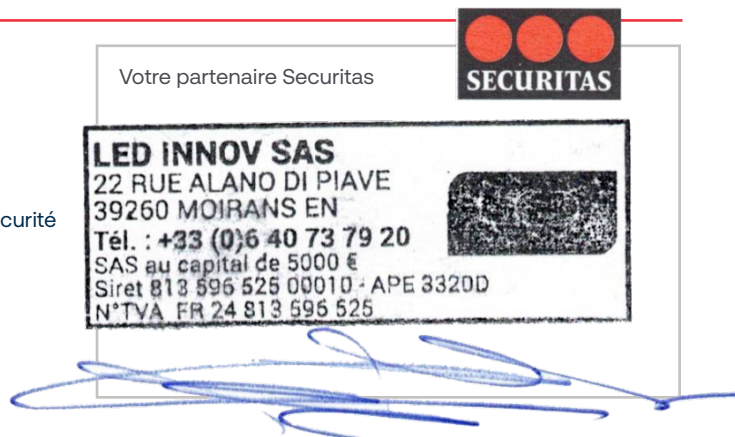 Votre partenaire Securitas
SECURITAS
curité
LED INNOV SAS
22 RUE ALANO DI PIAVE
39260 MOIRANS EN
Tél. : +33 (0)6 40 73 79 20
SAS au capital de 5000 €
Siret 813 596 525 00010 - APE 3320D
N°TVA FR 24 813 596 525